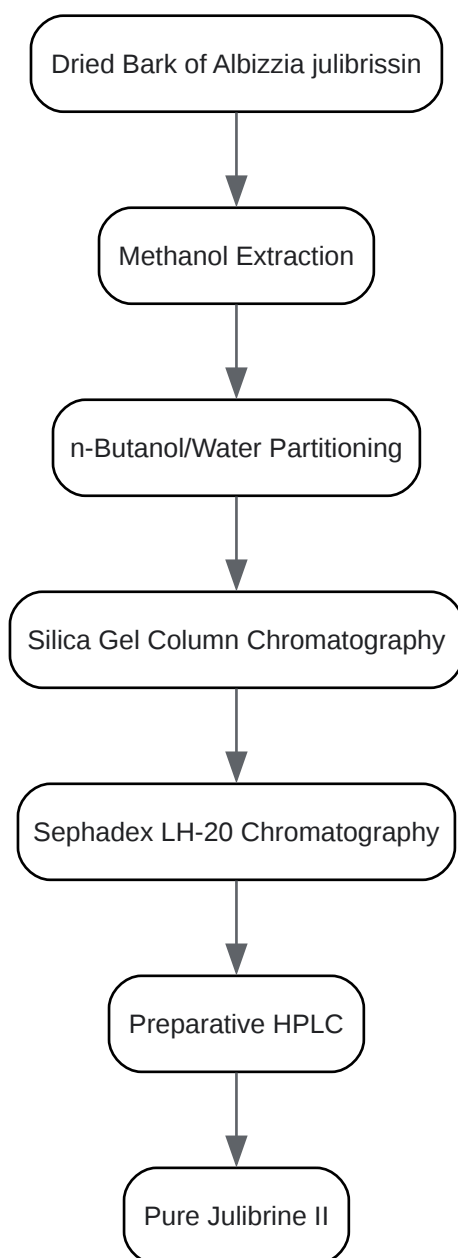 Dried Bark of Albizzia julibrissin
Methanol Extraction
n-Butanol/Water Partitioning
Silica Gel Column Chromatography
Sephadex LH-20 Chromatography
Preparative HPLC
Pure Julibrine II